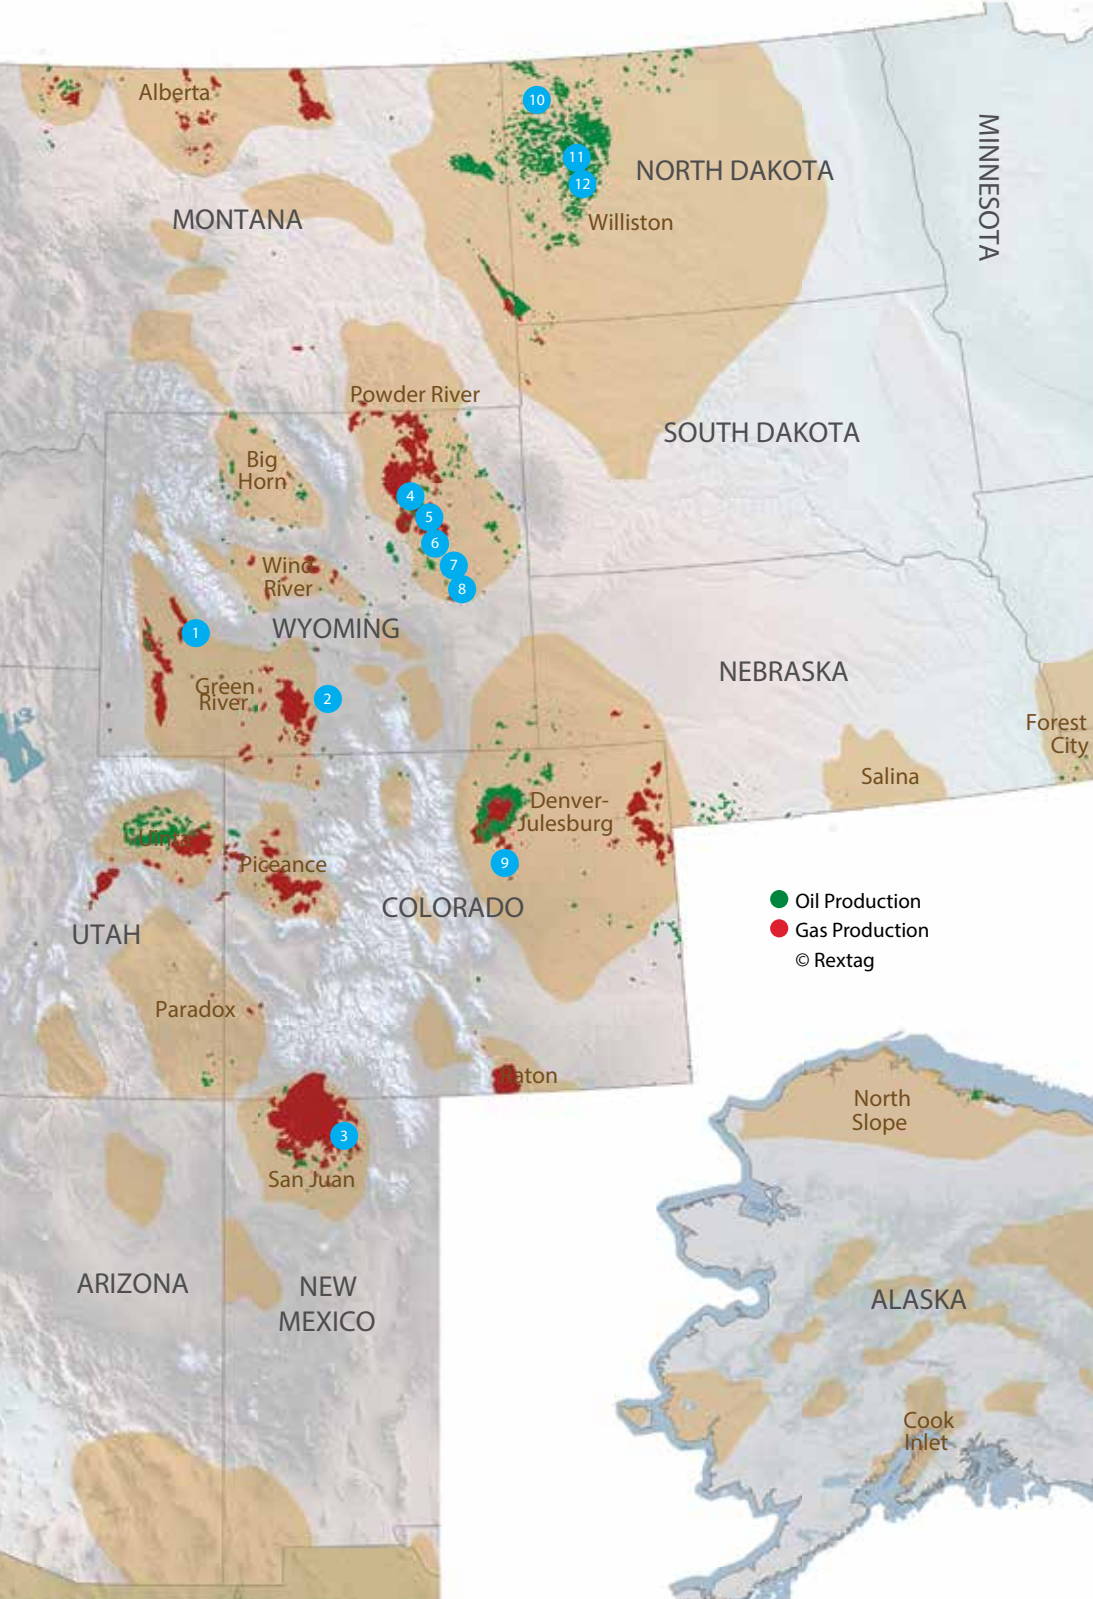 Alberta
10
MINNESOTA
11
NORTH DAKOTA
12
MONTANA
Williston
Powder River
SOUTH DAKOTA
Big
Horn
4
5
6
Wind
River
7
8
1
WYOMING
NEBRASKA
Green
River
2
Forest
City
Salina
Denver-
Julesburg
Uinta
Piceance
9
COLORADO
Oil Production
Gas Production
© Rextag
UTAH
Paradox
Raton
North
Slope
3
San Juan
ARIZONA
NEW
MEXICO
ALASKA
Cook
Inlet